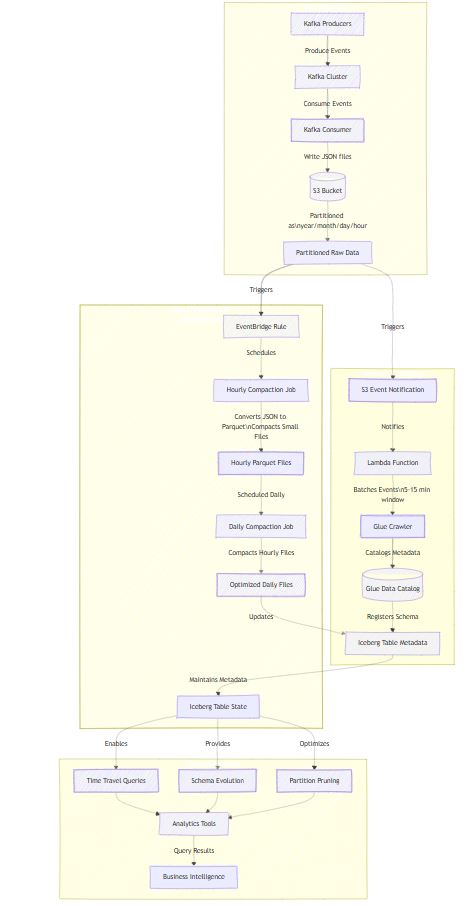 Kafka Producers
Produce Events
Kafka Cluster
Consume Events
Kafka Consumer
Write JSON files
S3 Bucket
Partitioned
as\nyear/month/day/hour
Partitioned Raw Data
Triggers
Triggers
EventBridge Rule
Schedules
Hourly Compaction Job
Converts JSON to
Parquet\nCompacts Small
Files
Hourly Parquet Files
Scheduled Daily
Daily Compaction Job
Compacts Hourly Files
Optimized Daily Files
Updates
S3 Event Notification
Notifies
Lambda Function
Batches Events\n5-15 min
window
Glue Crawler
Catalogs Metadata
Glue Data Catalog
Registers Schema
Iceberg Table Metadata
Maintains Metadata
Iceberg Table State
Enables
Provides
Optimizes
Time Travel Queries
Schema Evolution
Partition Pruning
Analytics Tools
Query Results
Business Intelligence